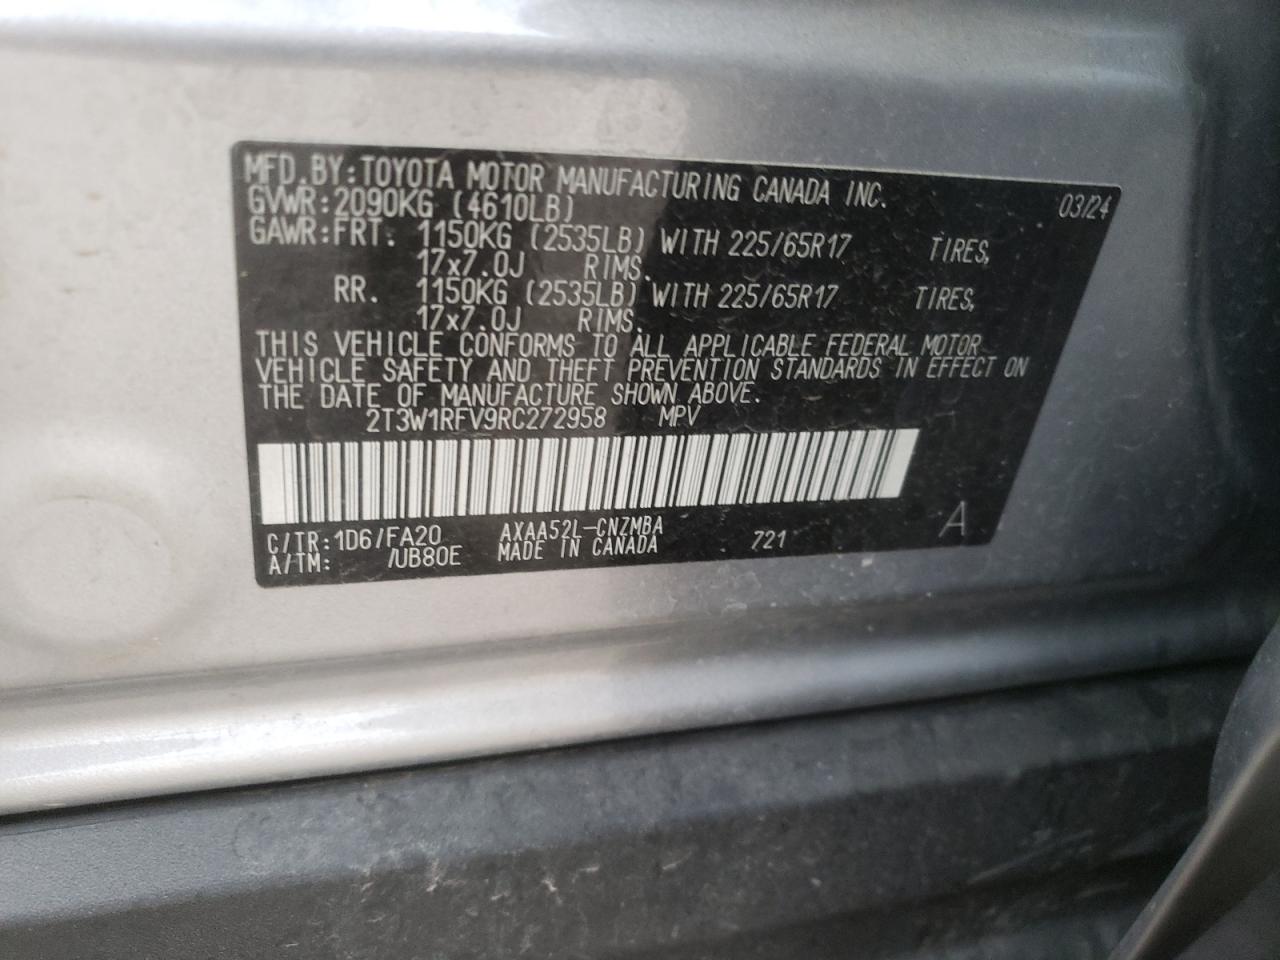 MFD.BY:TOYOTA MOTOR MANUFACTURING CANADA INC. 03/24
GVWR:2090KG (4610LB)
GAWR:FRT. 1150KG (2535LB) WITH 225/65R17 TIRES,
17x7.0J RIMS.
RR. 1150KG (2535LB) WITH 225/65R17 TIRES,
17x7.0J RIMS.
THIS VEHICLE CONFORMS TO ALL APPLICABLE FEDERAL MOTOR
VEHICLE SAFETY AND THEFT PREVENTION STANDARDS IN EFFECT ON
THE DATE OF MANUFACTURE SHOWN ABOVE.
2T3W1RFV9RC272958 MPV
C/TR:1D6/FA20 AXAA52L-CNZMBA 721 A
A/TM: /UB80E MADE IN CANADA